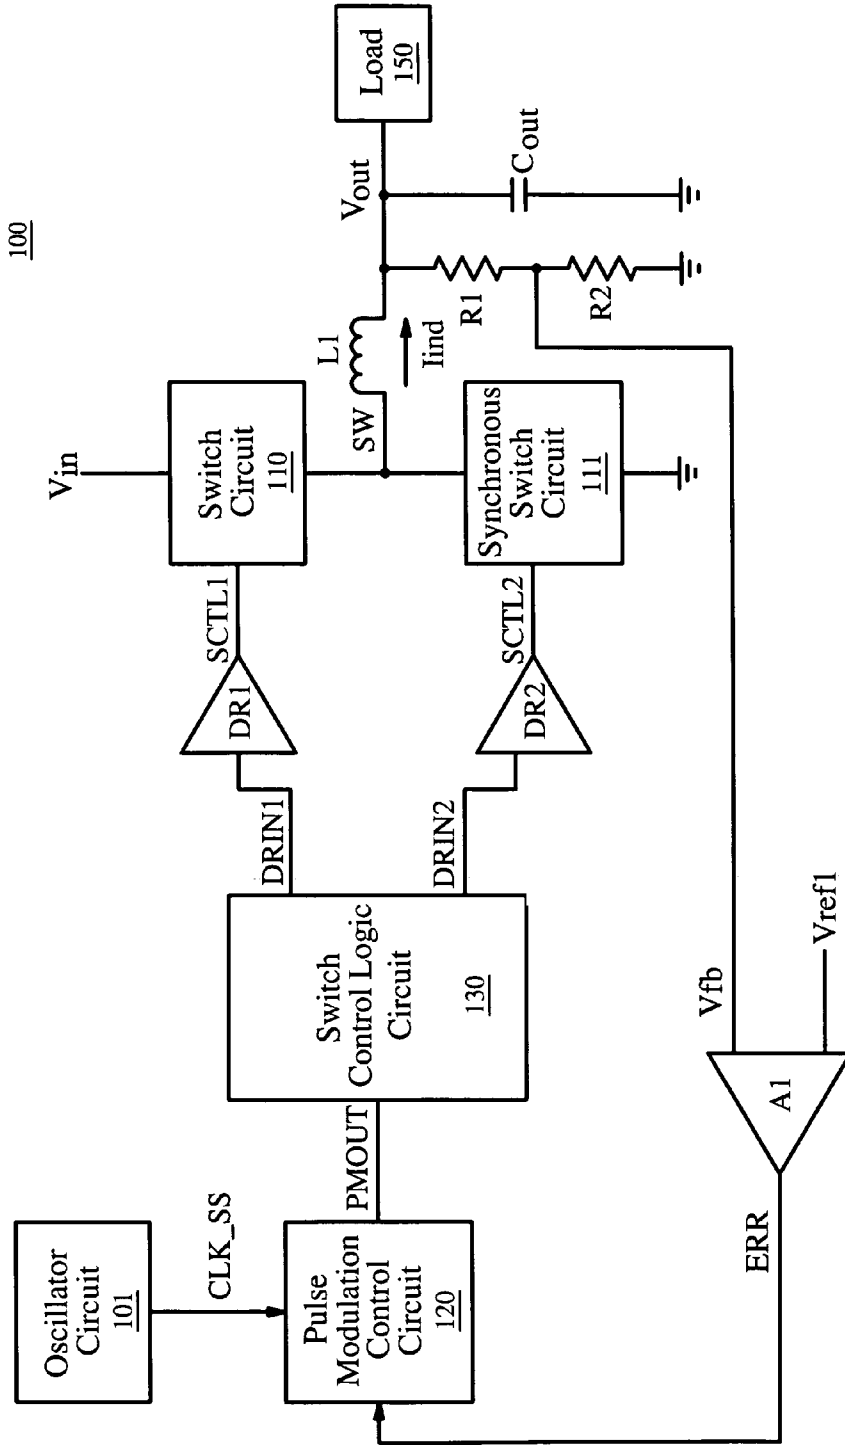 100
Oscillator
Circuit
101
CLK_SS
Pulse
Modulation
Control
Circuit
120
PMOUT
Switch
Control Logic
Circuit
130
DRIN1
DRIN2
DR1
DR2
SCTL1
SCTL2
Vin
Switch
Circuit
110
SW
Synchronous
Switch
Circuit
111
L1
Iind
Vout
Load
150
R1
R2
Cout
Vfb
Vref1
A1
ERR